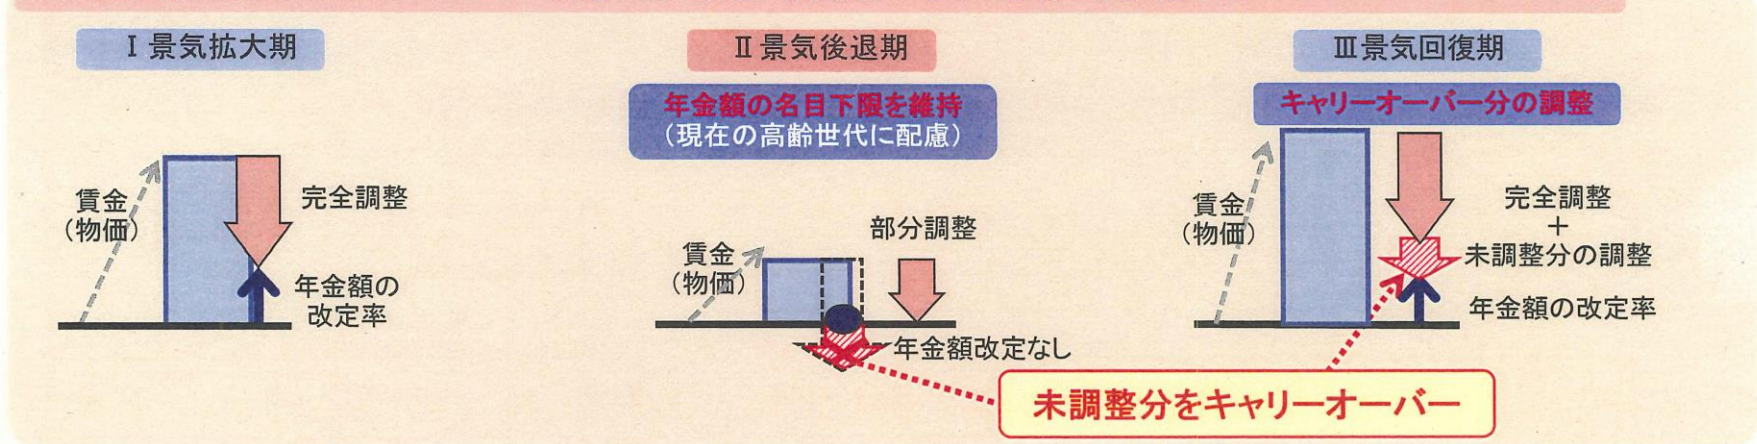 Ⅰ 景気拡大期
賃金
(物価)
完全調整
年金額の
改定率
Ⅱ 景気後退期
年金額の名目下限を維持
(現在の高齢世代に配慮)
賃金
(物価)
部分調整
年金額改定なし
Ⅲ景気回復期
キャリーオーバー分の調整
賃金
(物価)
完全調整
+
未調整分の調整
年金額の改定率
未調整分をキャリーオーバー